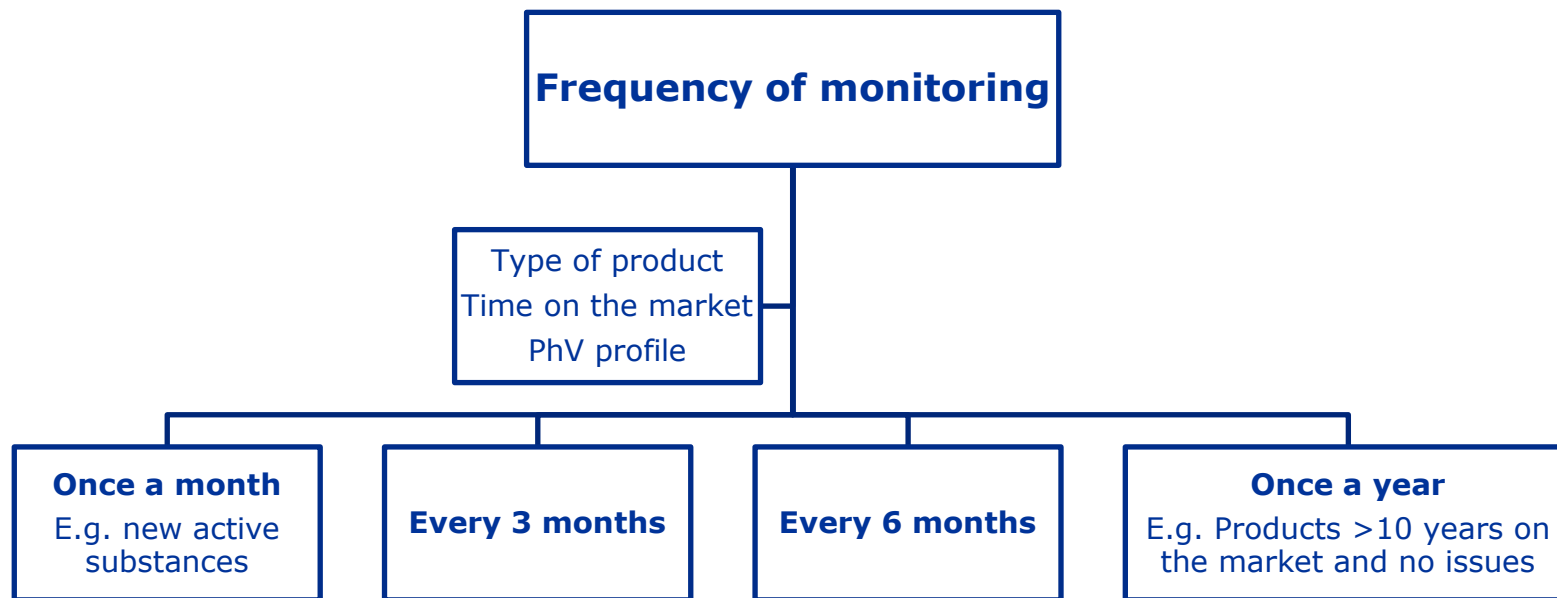 Frequency of monitoring
Type of product
Time on the market
PhV profile
Once a month
E.g. new active
substances
Every 3 months
Every 6 months
Once a year
E.g. Products >10 years on
the market and no issues